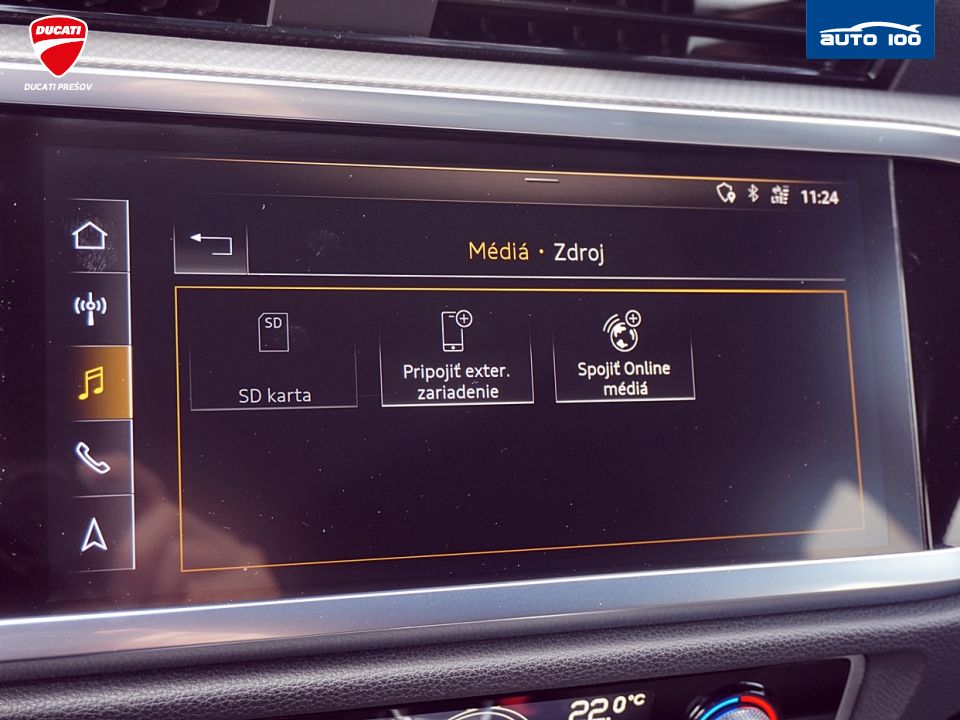 DUCATI
DUCATI PREŠOV
AUTO 100
LTE 11:24
Médiá • Zdroj
SD
SD karta
Pripojiť exter.
zariadenie
Spojiť Online
médiá
22.0°C